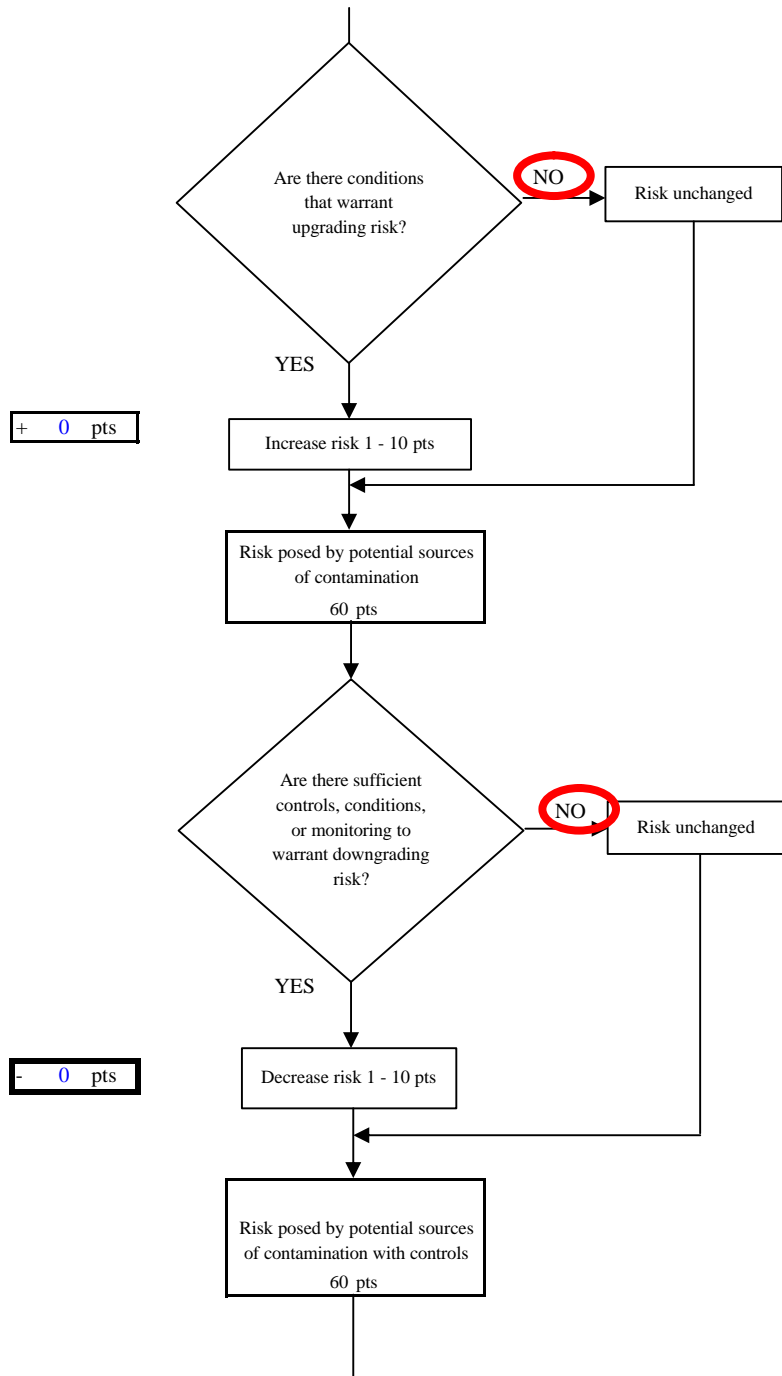 Are there conditions
that warrant
upgrading risk?
NO
Risk unchanged
YES
+ 0 pts
Increase risk 1 - 10 pts
Risk posed by potential sources
of contamination
60 pts
Are there sufficient
controls, conditions,
or monitoring to
warrant downgrading
risk?
NO
Risk unchanged
YES
- 0 pts
Decrease risk 1 - 10 pts
Risk posed by potential sources
of contamination with controls
60 pts